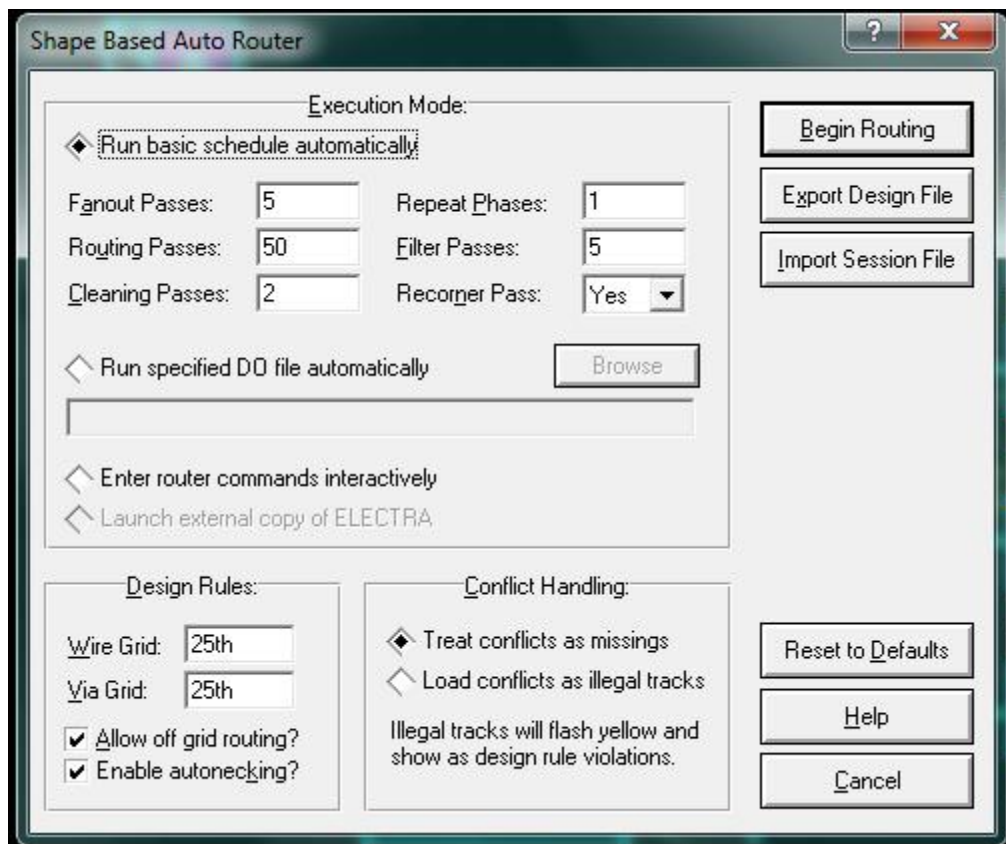 Shape Based Auto Router
?
X
Execution Mode:
Run basic schedule automatically
Fanout Passes: 5 Repeat Phases: 1
Routing Passes: 50 Filter Passes: 5
Cleaning Passes: 2 Recorner Pass: Yes
Run specified DO file automatically Browse
Enter router commands interactively
Launch external copy of ELECTRA
Begin Routing
Export Design File
Import Session File
Design Rules:
Wire Grid: 25th
Via Grid: 25th
Allow off grid routing?
Enable autonecking?
Conflict Handling:
Treat conflicts as missings
Load conflicts as illegal tracks
Illegal tracks will flash yellow and
show as design rule violations.
Reset to Defaults
Help
Cancel